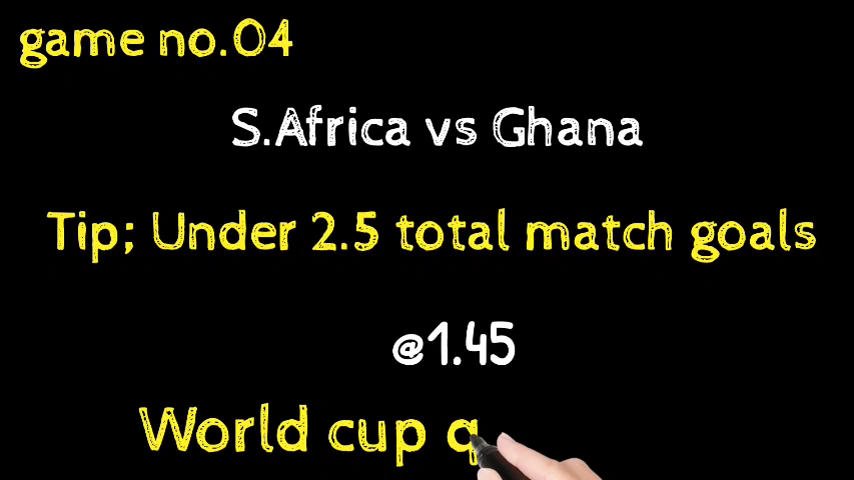 game no.04
S.Africa vs Ghana
Tip; Under 2.5 total match goals
@1.45
World cup q